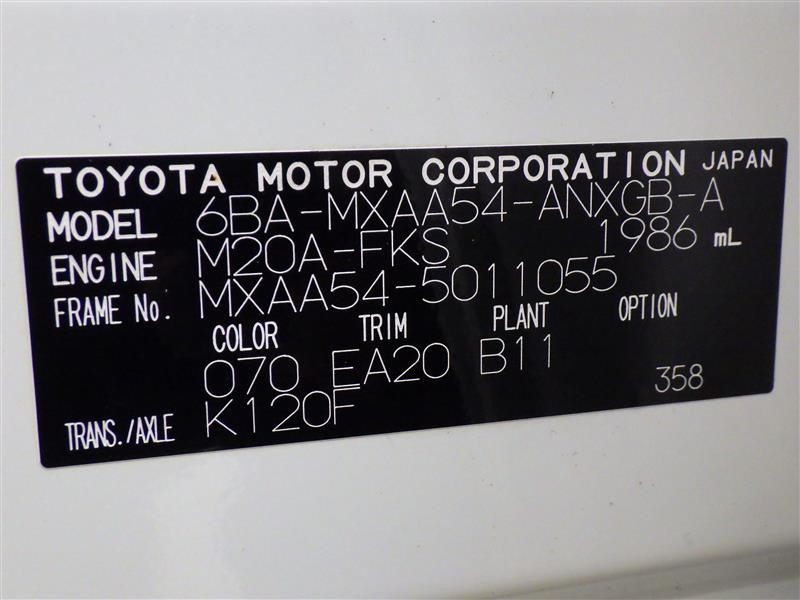 TOYOTA MOTOR CORPORATION JAPAN
MODEL 6BA-MXAA54-ANXGB-A
ENGINE M20A-FKS 1986 mL
FRAME No. MXAA54-5011055
COLOR TRIM PLANT OPTION
070 EA20 B11
TRANS./AXLE K120F 358